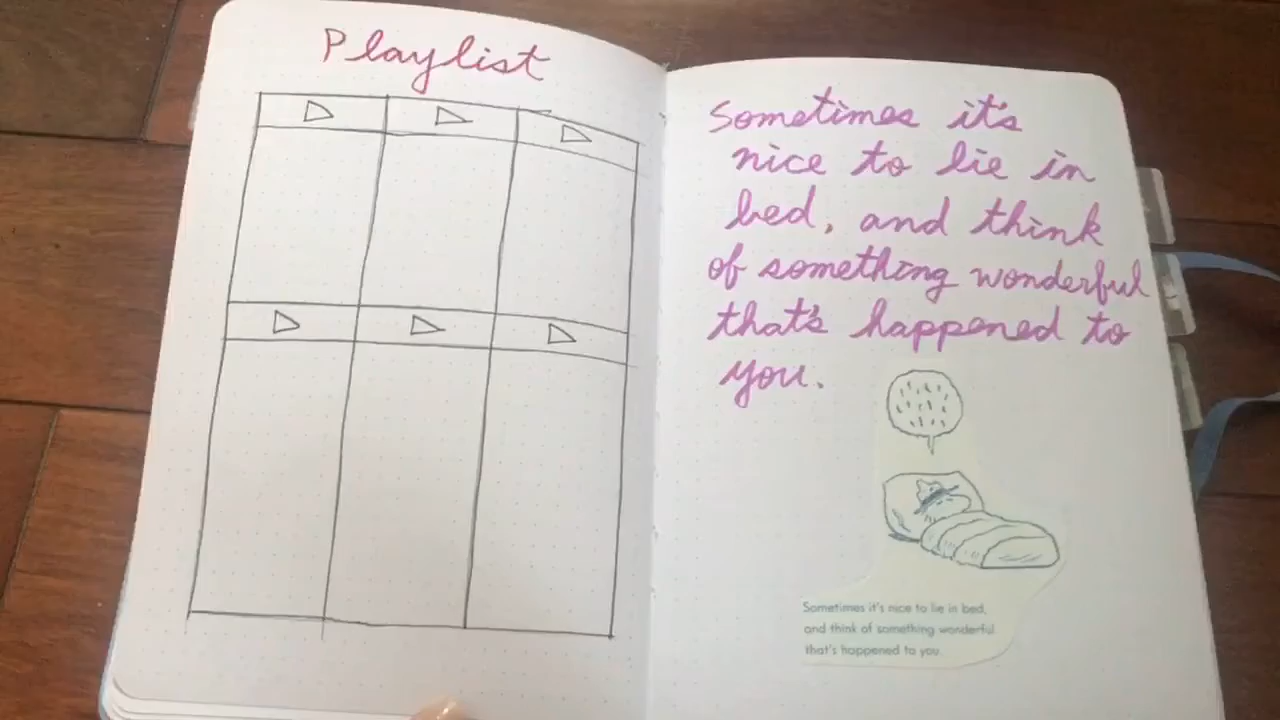 Playlist
Sometimes it's
nice to lie in
bed, and think
of something wonderful
that's happened to
you.
Sometimes it's nice to lie in bed,
and think of something wonderful
that's happened to you.